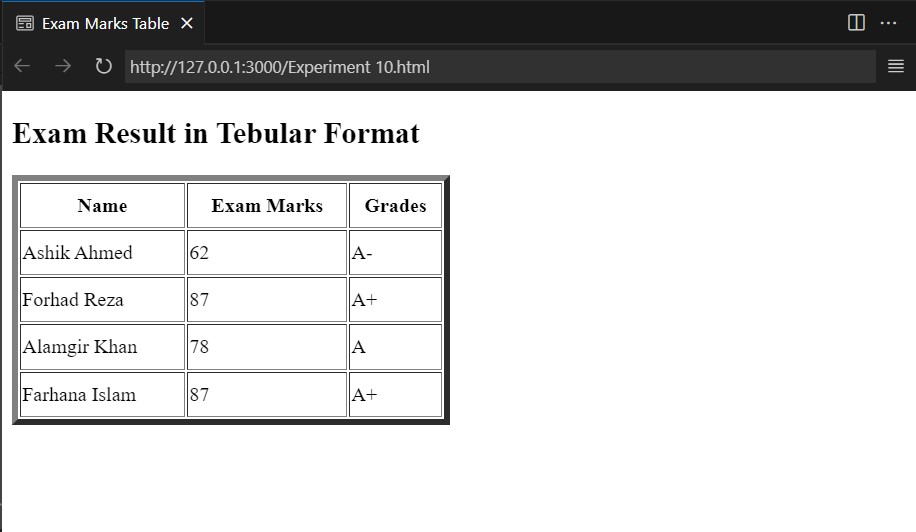 Exam Marks Table
http://127.0.0.1:3000/Experiment 10.html
Exam Result in Tebular Format
Name Exam Marks Grades
Ashik Ahmed 62 A-
Forhad Reza 87 A+
Alamgir Khan 78 A
Farhana Islam 87 A+